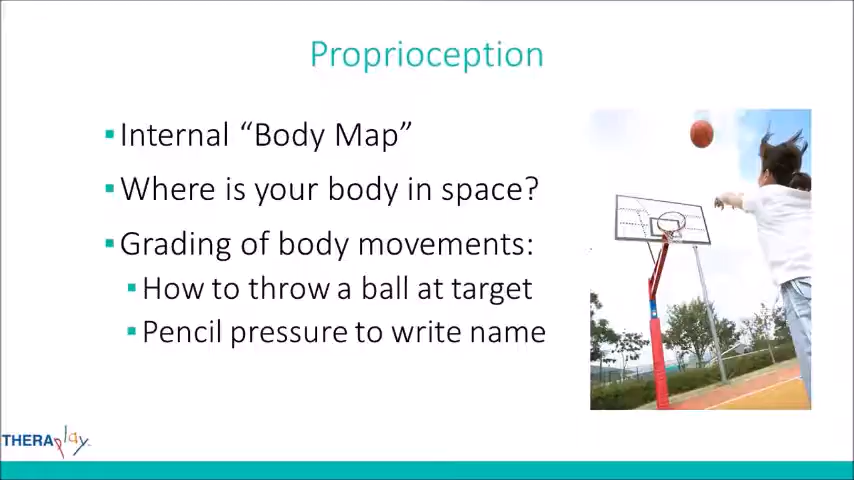 Proprioception
Internal “Body Map”
Where is your body in space?
Grading of body movements:
How to throw a ball at target
Pencil pressure to write name
THERAplay